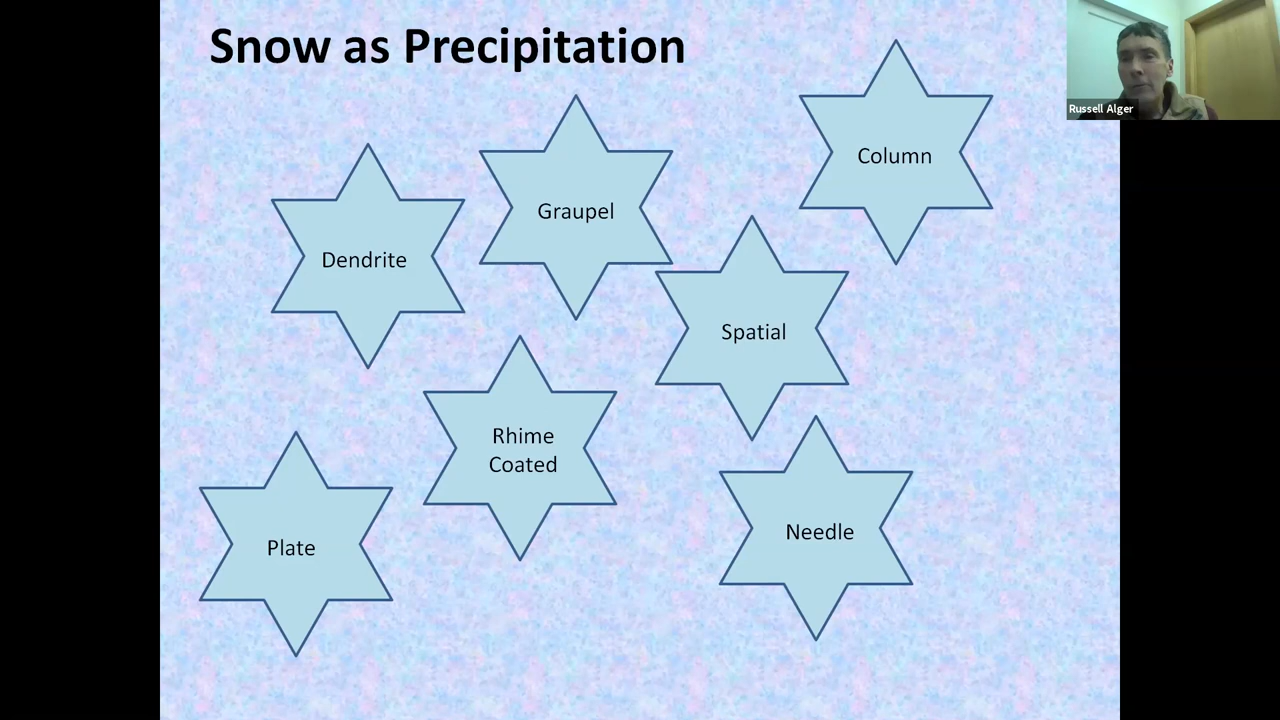 Snow as Precipitation
Russell Alger
Column
Graupel
Dendrite
Spatial
Rhime
Coated
Needle
Plate